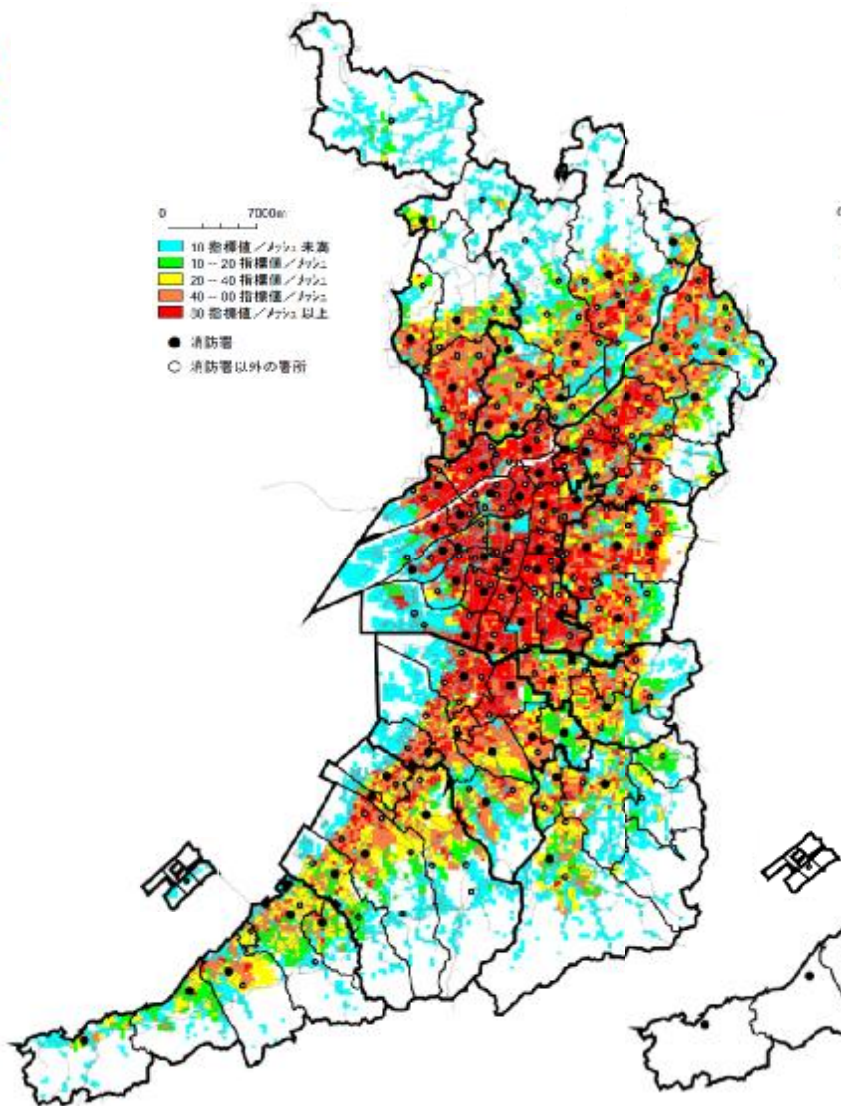 0 7000m
10 指標値/メッシュ 未満
10-20 指標値/メッシュ
20-40 指標値/メッシュ
40-80 指標値/メッシュ
80 指標値/メッシュ 以上
消防署
消防署以外の署所